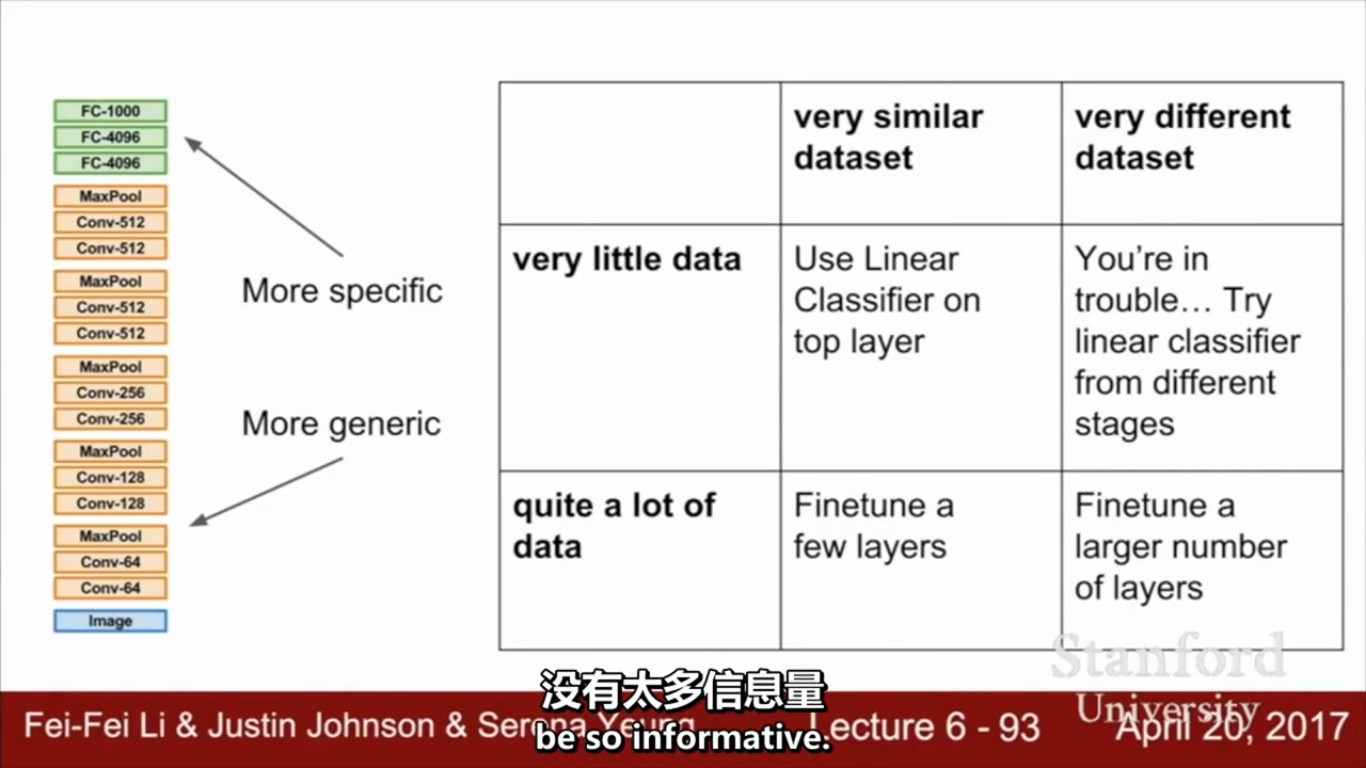 FC-1000
FC-4096
FC-4096
MaxPool
Conv-512
Conv-512
MaxPool
Conv-512
Conv-512
MaxPool
Conv-256
Conv-256
MaxPool
Conv-128
Conv-128
MaxPool
Conv-64
Conv-64
Image
More specific
More generic
very similar
dataset
very different
dataset
very little data
Use Linear
Classifier on
top layer
You’re in
trouble… Try
linear classifier
from different
stages
quite a lot of
data
Finetune a
few layers
Finetune a
larger number
of layers
Stanford
University
没有太多信息量
be so informative.
Fei-Fei Li & Justin Johnson & Serena Yeung
Lecture 6 - 93
April 20, 2017